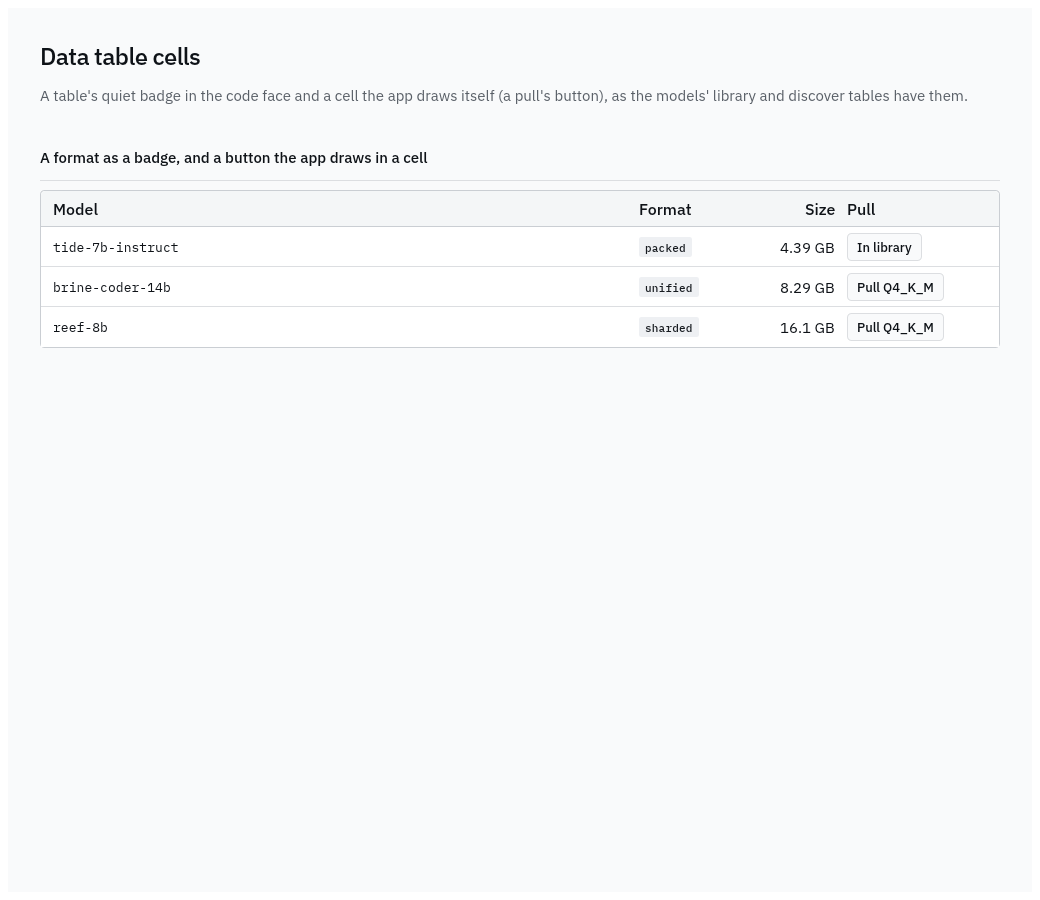 Data table cells
A table's quiet badge in the code face and a cell the app draws itself (a pull's button), as the models' library and discover tables have them.
A format as a badge, and a button the app draws in a cell
Model Format Size Pull
tide-7b-instruct packed 4.39 GB In library
brine-coder-14b unified 8.29 GB Pull Q4_K_M
reef-8b sharded 16.1 GB Pull Q4_K_M